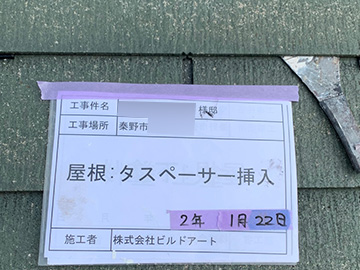 工事件名 様邸
工事場所 秦野市
屋根:タスペーサー挿入
2年 1月 22日
施工者 株式会社ビルドアート